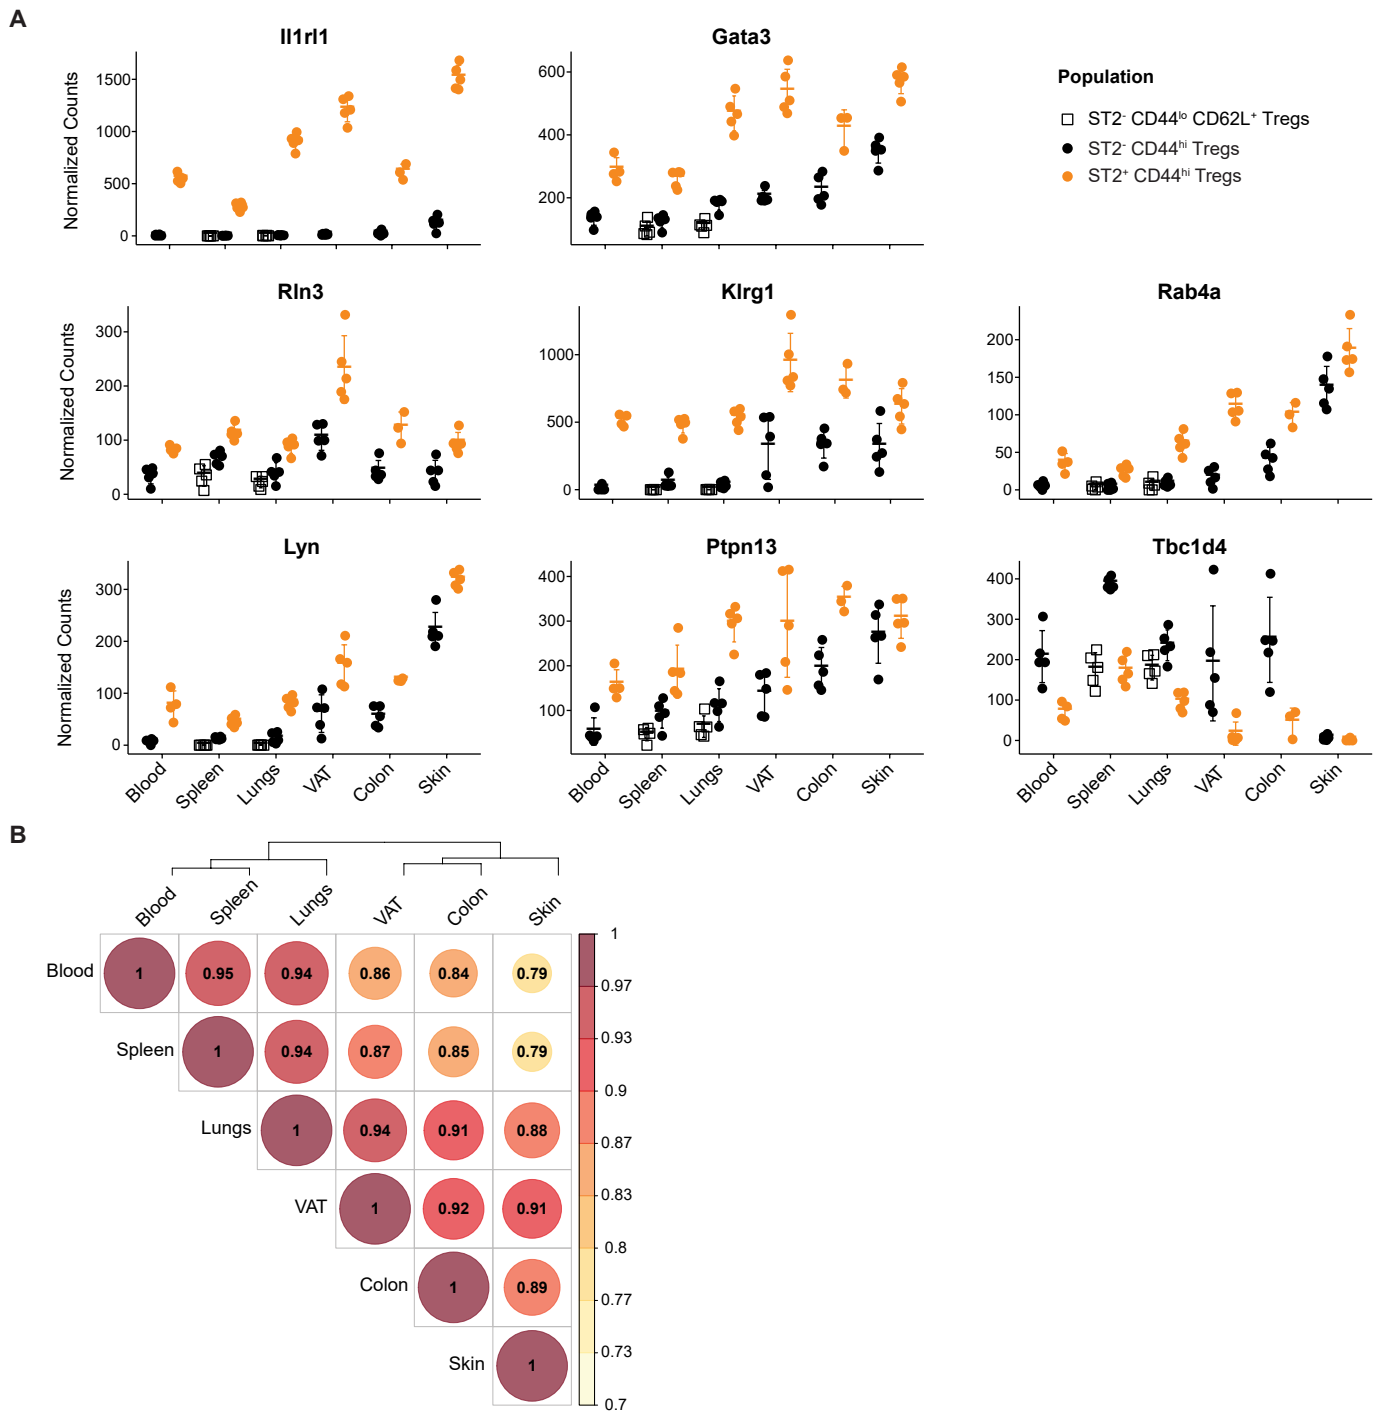 A
Il1rl1
Gata3
Normalized Counts
1500
1000
500
0
600
400
200
Population
ST2⁻ CD44ˡᵒ CD62L⁺ Tregs
ST2⁻ CD44ʰⁱ Tregs
ST2⁺ CD44ʰⁱ Tregs
Rln3
Klrg1
Rab4a
Normalized Counts
300
200
100
0
1000
500
0
200
150
100
50
0
Lyn
Ptpn13
Tbc1d4
Normalized Counts
300
200
100
0
400
300
200
100
400
300
200
100
0
Blood Spleen Lungs VAT Colon Skin
Blood Spleen Lungs VAT Colon Skin
Blood Spleen Lungs VAT Colon Skin
B
Blood Spleen Lungs VAT Colon Skin
Blood 1 0.95 0.94 0.86 0.84 0.79
Spleen 1 0.94 0.87 0.85 0.79
Lungs 1 0.94 0.91 0.88
VAT 1 0.92 0.91
Colon 1 0.89
Skin 1
1
0.97
0.93
0.9
0.87
0.83
0.8
0.77
0.73
0.7